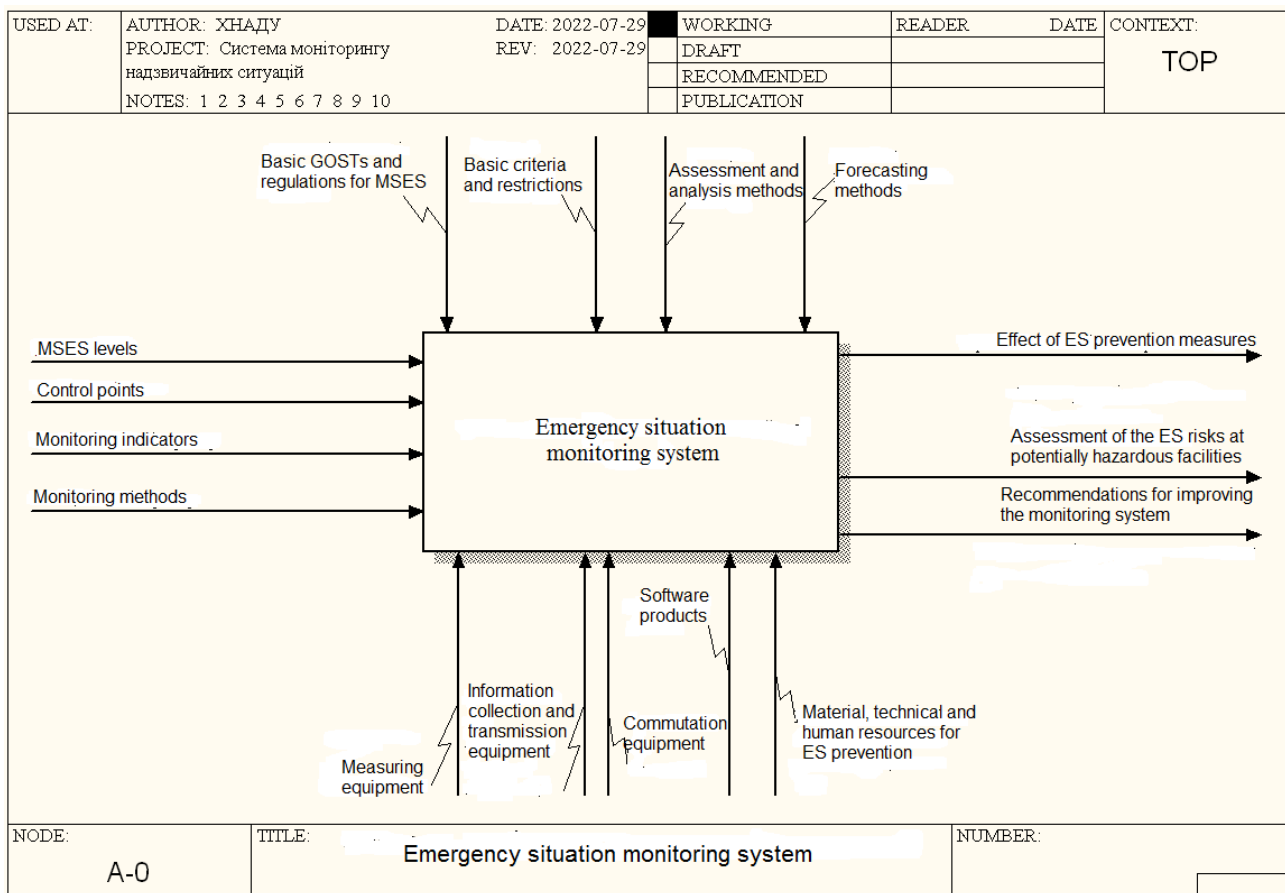 USED AT:
AUTHOR: ХНАДУ
DATE: 2022-07-29
PROJECT: Система моніторингу
REV: 2022-07-29
надзвичайних ситуацій
NOTES: 1 2 3 4 5 6 7 8 9 10
WORKING
DRAFT
RECOMMENDED
PUBLICATION
READER
DATE
CONTEXT:
TOP
Basic GOSTs and
regulations for MSES
Basic criteria
and restrictions
Assessment and
analysis methods
Forecasting
methods
MSES levels
Control points
Monitoring indicators
Monitoring methods
Emergency situation
monitoring system
Effect of ES prevention measures
Assessment of the ES risks at
potentially hazardous facilities
Recommendations for improving
the monitoring system
Measuring
equipment
Information
collection and
transmission
equipment
Commutation
equipment
Software
products
Material, technical and
human resources for
ES prevention
NODE:
A-0
TITLE:
Emergency situation monitoring system
NUMBER: